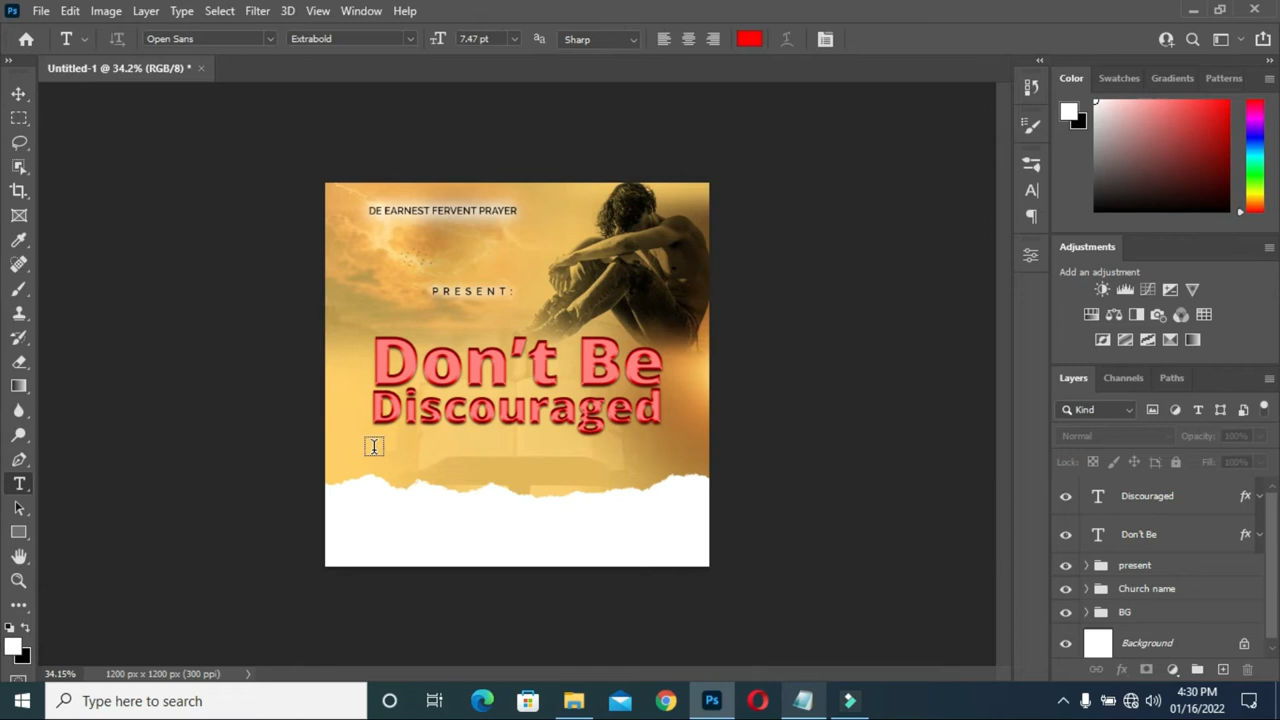 Ps File Edit Image Layer Type Select Filter 3D View Window Help
T Open Sans Extrabold 7.47 pt Sharp
Untitled-1 @ 34.2% (RGB/8) * ×
DE EARNEST FERVENT PRAYER
PRESENT:
Don't Be
Discouraged
Color Swatches Gradients Patterns
Adjustments
Add an adjustment
Layers Channels Paths
Kind
Normal Opacity: 100%
Lock: Fill: 100%
T Discouraged fx
T Don't Be fx
present
Church name
BG
Background
34.15% 1200 px x 1200 px (300 ppi)
Type here to search
Ps
4:30 PM
01/16/2022